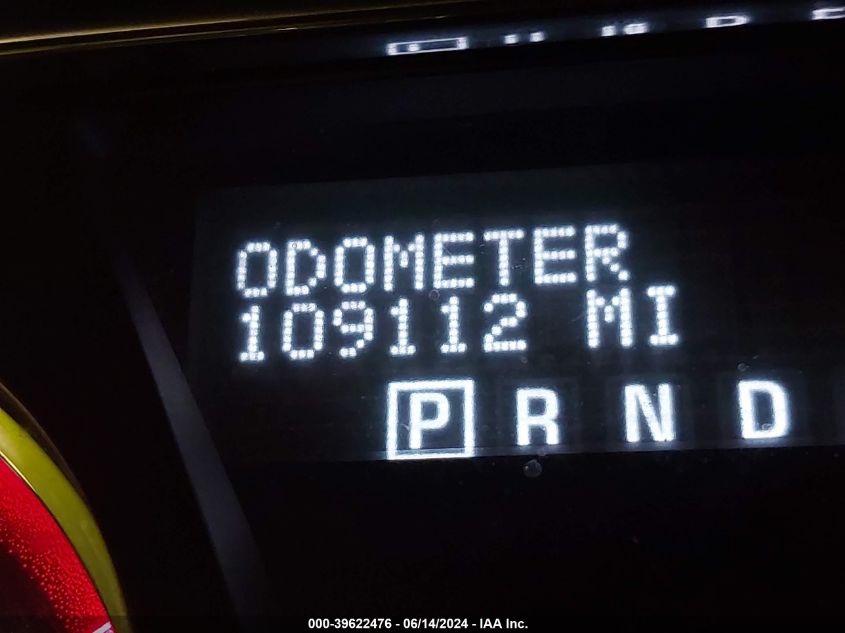 ODOMETER
109112 MI
P R N D
000-39622476 - 06/14/2024 - IAA Inc.